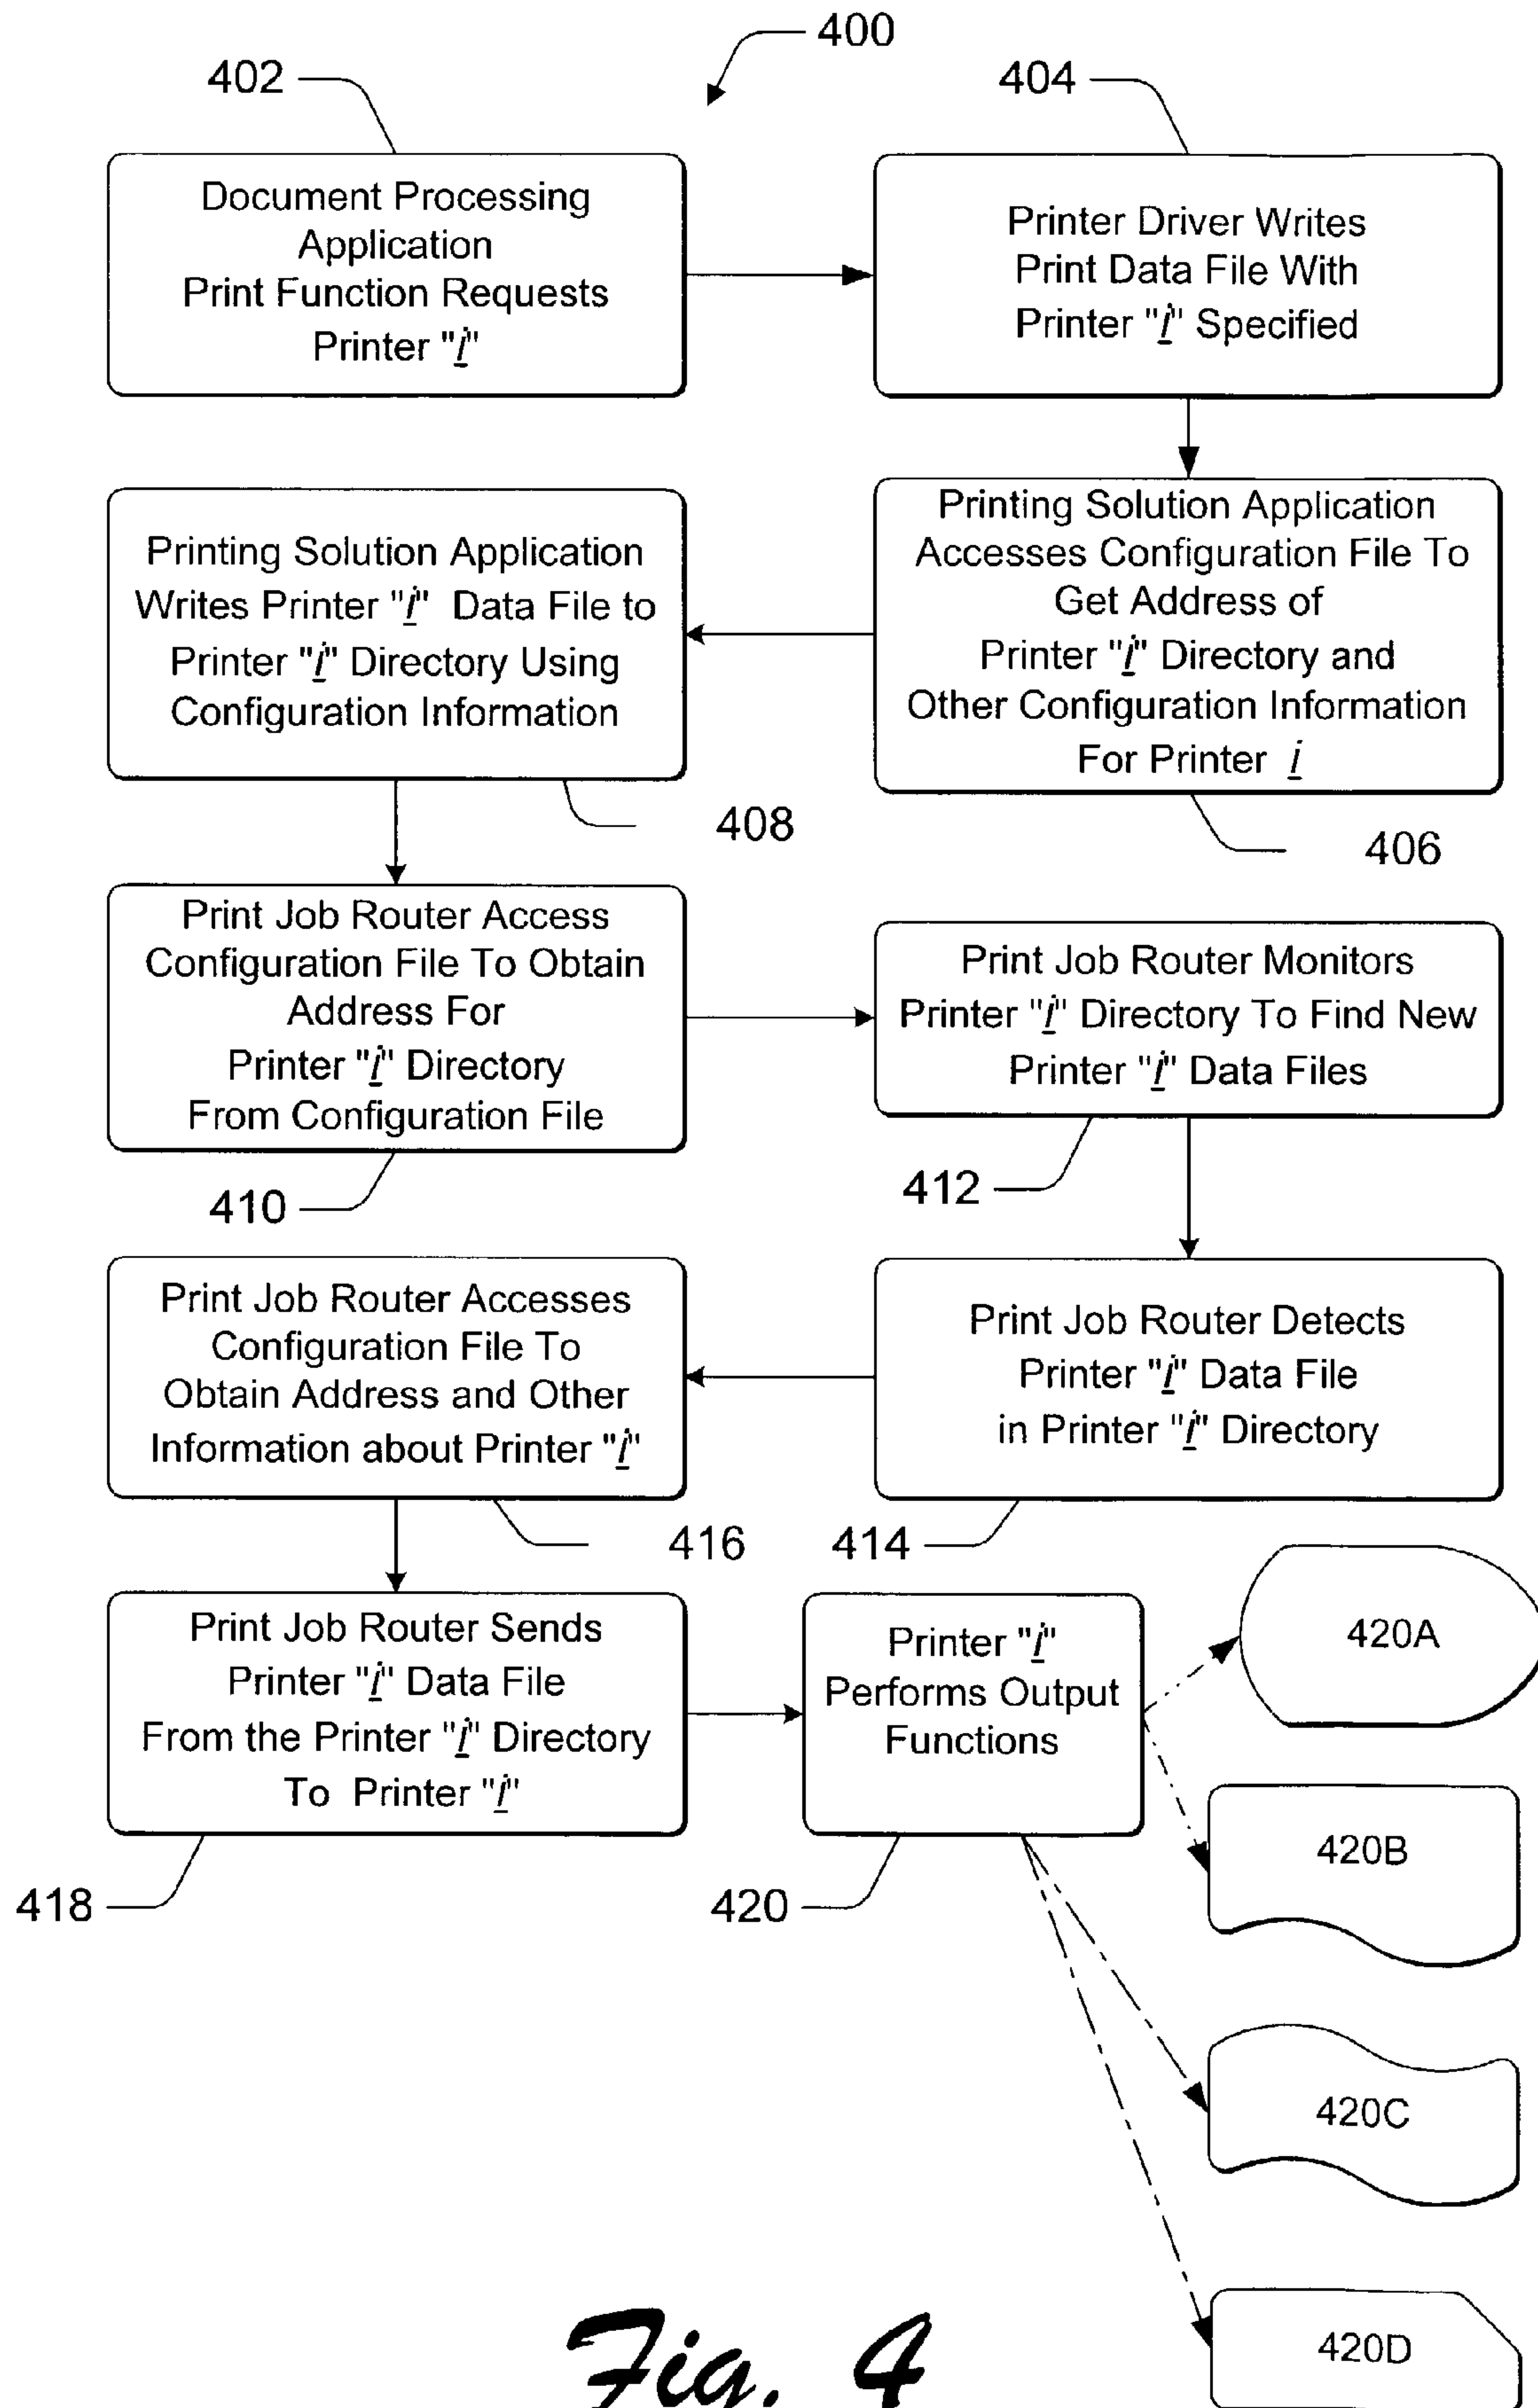 400
402
404
Document Processing
Application
Print Function Requests
Printer "i"
Printer Driver Writes
Print Data File With
Printer "i" Specified
Printing Solution Application
Accesses Configuration File To
Get Address of
Printer "i" Directory and
Other Configuration Information
For Printer i
406
Printing Solution Application
Writes Printer "i" Data File to
Printer "i" Directory Using
Configuration Information
408
Print Job Router Access
Configuration File To Obtain
Address For
Printer "i" Directory
From Configuration File
410
Print Job Router Monitors
Printer "i" Directory To Find New
Printer "i" Data Files
412
Print Job Router Detects
Printer "i" Data File
in Printer "i" Directory
414
Print Job Router Accesses
Configuration File To
Obtain Address and Other
Information about Printer "i"
416
Print Job Router Sends
Printer "i" Data File
From the Printer "i" Directory
To Printer "i"
418
Printer "i"
Performs Output
Functions
420
420A
420B
420C
420D
Fig. 4